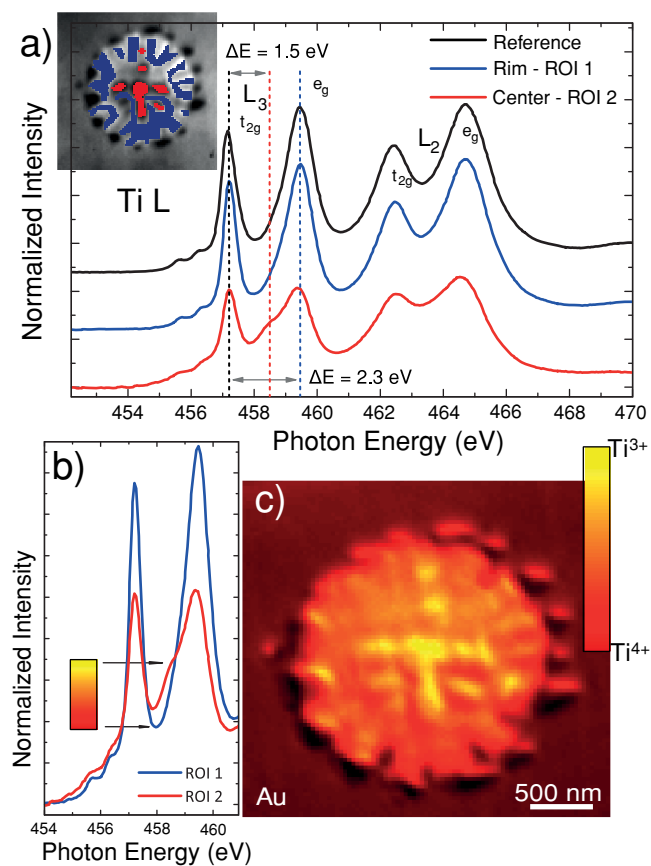 a)
ΔE = 1.5 eV
Reference
Rim - ROI 1
Center - ROI 2
L3
t2g
eg
L2
t2g
eg
Ti L
Normalized Intensity
ΔE = 2.3 eV
454 456 458 460 462 464 466 468 470
Photon Energy (eV)
b)
Normalized Intensity
ROI 1
ROI 2
454 456 458 460
Photon Energy (eV)
c)
Ti3+
Ti4+
Au
500 nm